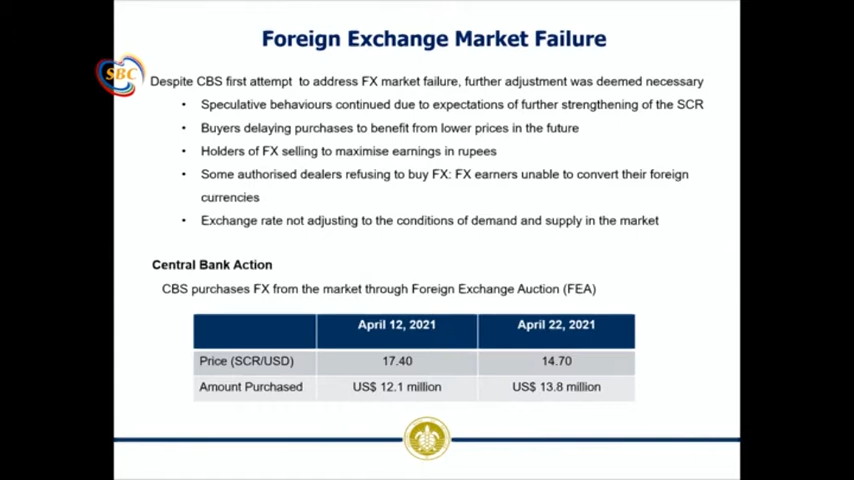 Foreign Exchange Market Failure
SBC
Despite CBS first attempt to address FX market failure, further adjustment was deemed necessary
• Speculative behaviours continued due to expectations of further strengthening of the SCR
• Buyers delaying purchases to benefit from lower prices in the future
• Holders of FX selling to maximise earnings in rupees
• Some authorised dealers refusing to buy FX: FX earners unable to convert their foreign
currencies
• Exchange rate not adjusting to the conditions of demand and supply in the market
Central Bank Action
CBS purchases FX from the market through Foreign Exchange Auction (FEA)
April 12, 2021 April 22, 2021
Price (SCR/USD) 17.40 14.70
Amount Purchased US$ 12.1 million US$ 13.8 million